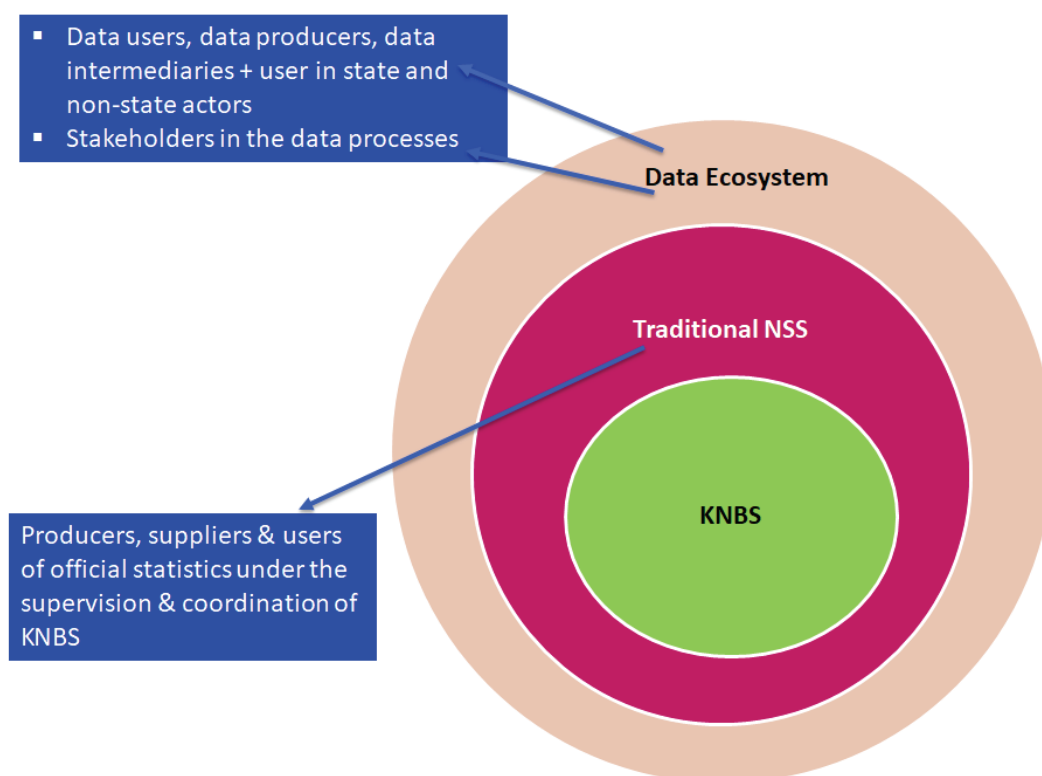 ▪ Data users, data producers, data
intermediaries + user in state and
non-state actors
▪ Stakeholders in the data processes
Data Ecosystem
Traditional NSS
KNBS
Producers, suppliers & users
of official statistics under the
supervision & coordination of
KNBS